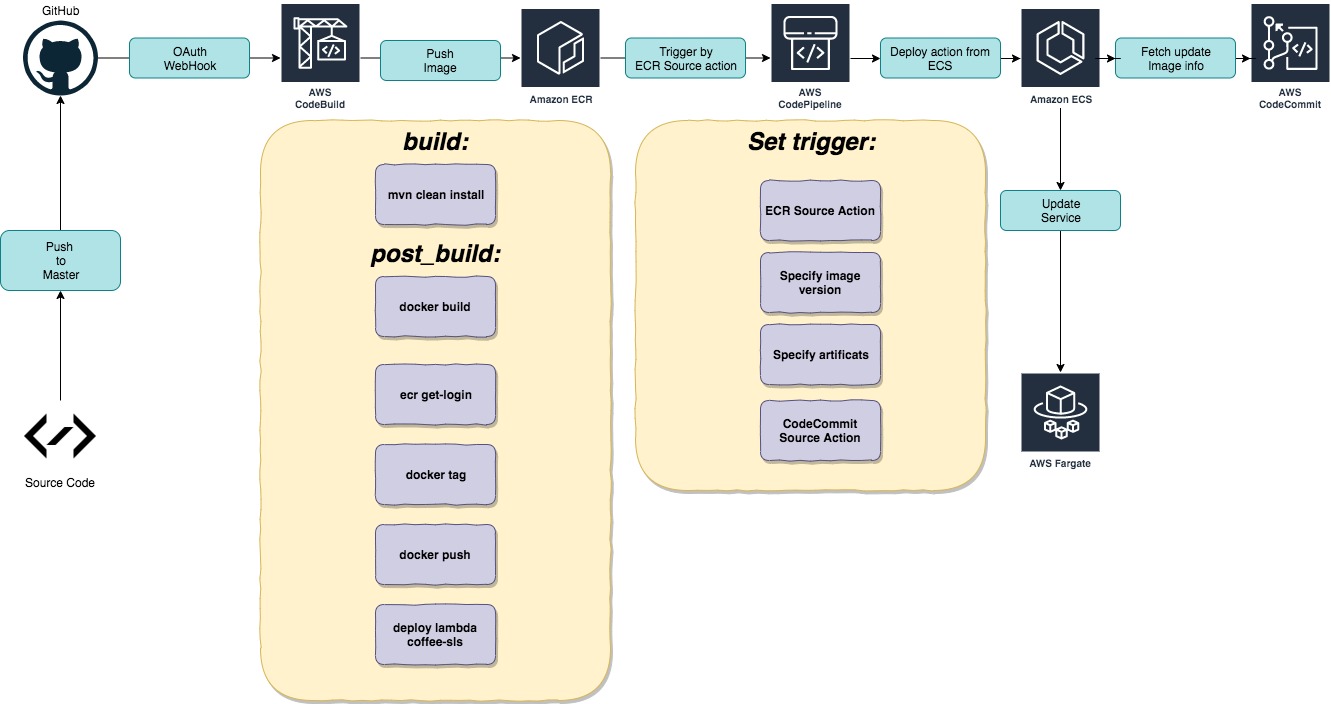 GitHub
OAuth
WebHook
AWS
CodeBuild
Push
Image
Amazon ECR
Trigger by
ECR Source action
AWS
CodePipeline
Deploy action from
ECS
Amazon ECS
Fetch update
Image info
AWS
CodeCommit
Push
to
Master
Source Code
build:
mvn clean install
post_build:
docker build
ecr get-login
docker tag
docker push
deploy lambda
coffee-sls
Set trigger:
ECR Source Action
Specify image
version
Specify artificats
CodeCommit
Source Action
Update
Service
AWS Fargate